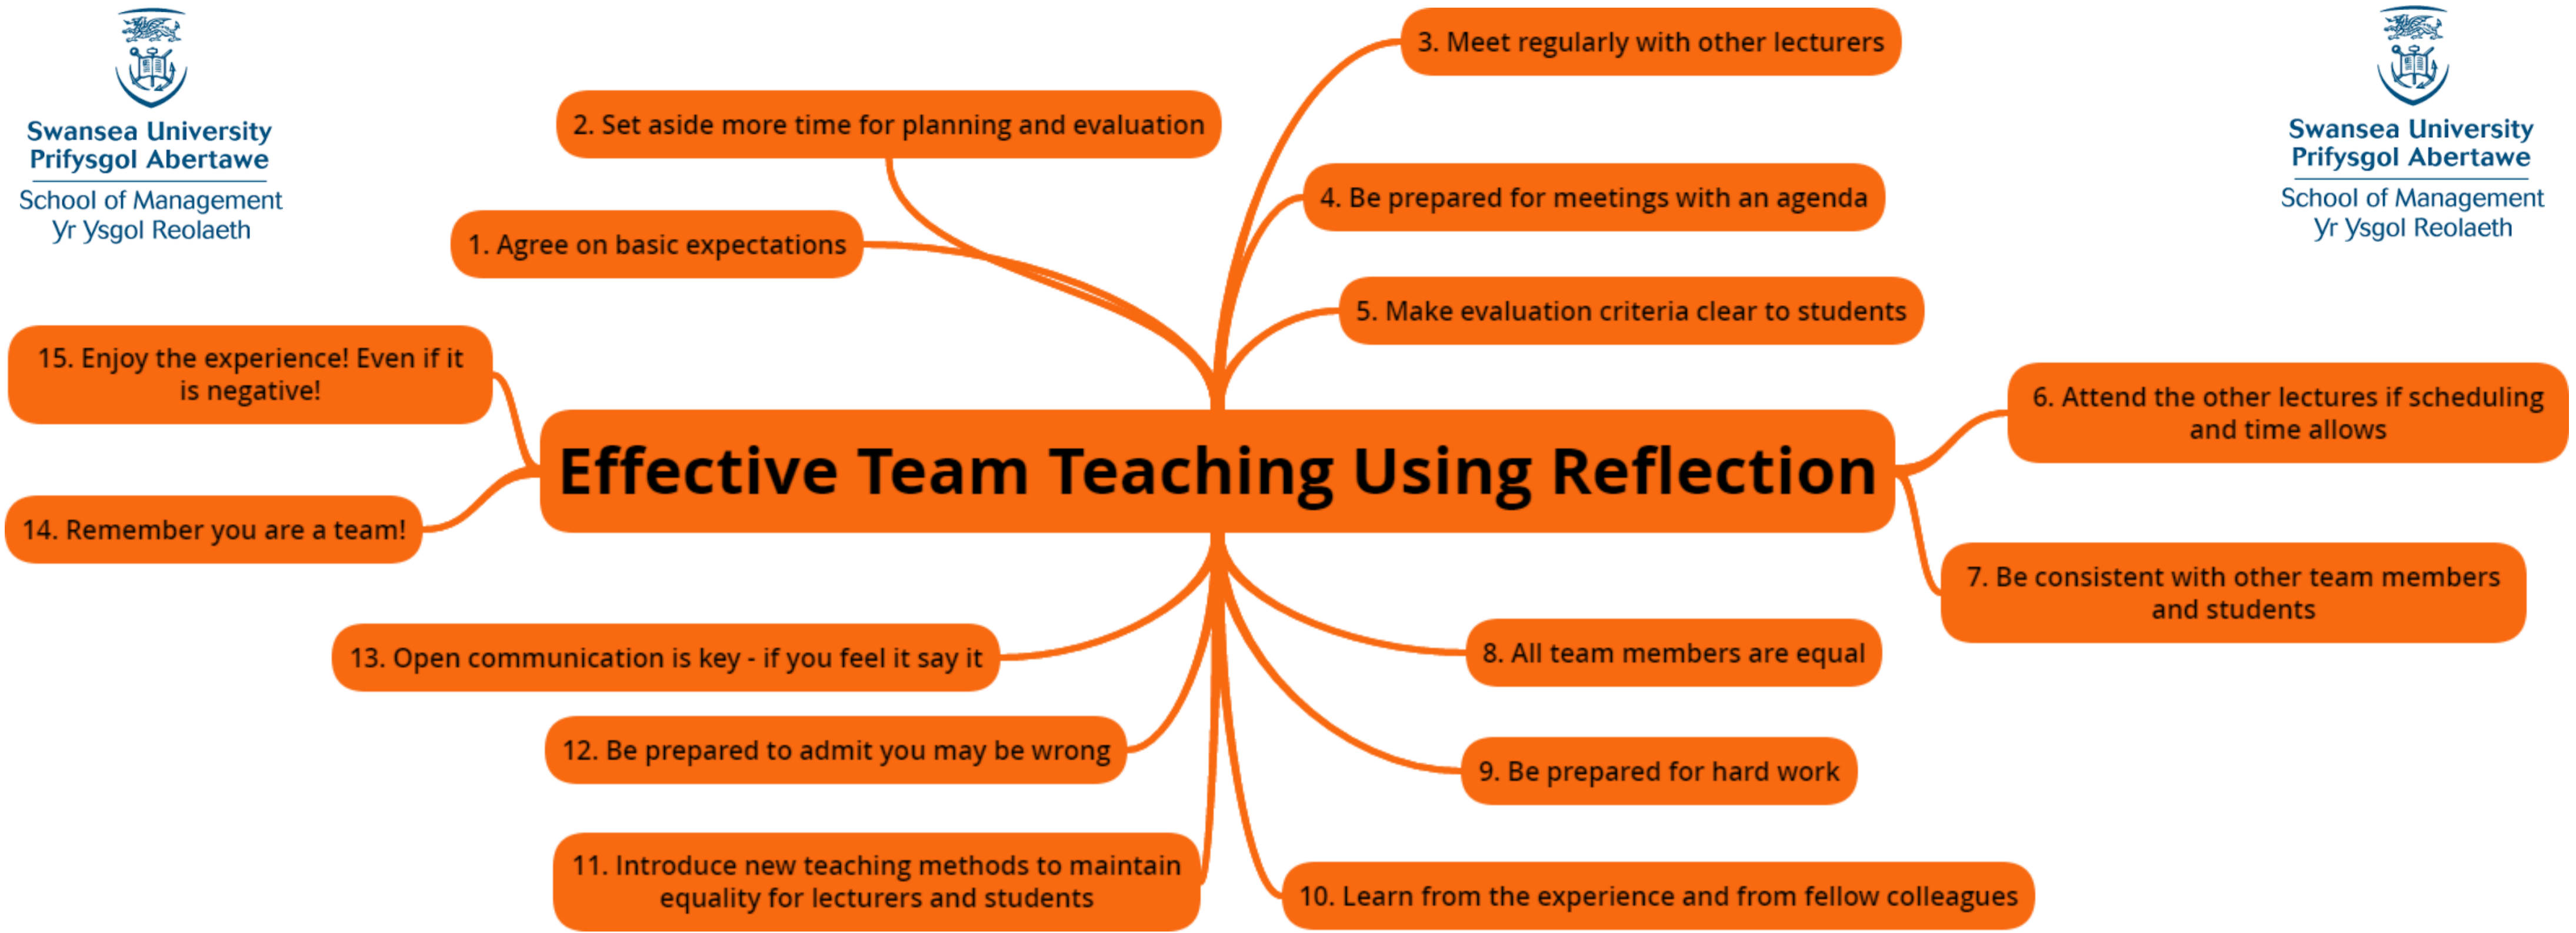 Swansea University
Prifysgol Abertawe
School of Management
Yr Ysgol Reolaeth
Swansea University
Prifysgol Abertawe
School of Management
Yr Ysgol Reolaeth
Effective Team Teaching Using Reflection
1. Agree on basic expectations
2. Set aside more time for planning and evaluation
3. Meet regularly with other lecturers
4. Be prepared for meetings with an agenda
5. Make evaluation criteria clear to students
6. Attend the other lectures if scheduling
and time allows
7. Be consistent with other team members
and students
8. All team members are equal
9. Be prepared for hard work
10. Learn from the experience and from fellow colleagues
11. Introduce new teaching methods to maintain
equality for lecturers and students
12. Be prepared to admit you may be wrong
13. Open communication is key - if you feel it say it
14. Remember you are a team!
15. Enjoy the experience! Even if it
is negative!